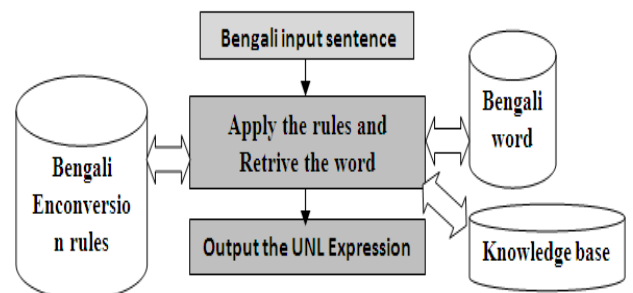 Bengali input sentence
Apply the rules and
Retrive the word
Output the UNL Expression
Bengali
Enconversio
n rules
Bengali
word
Knowledge base